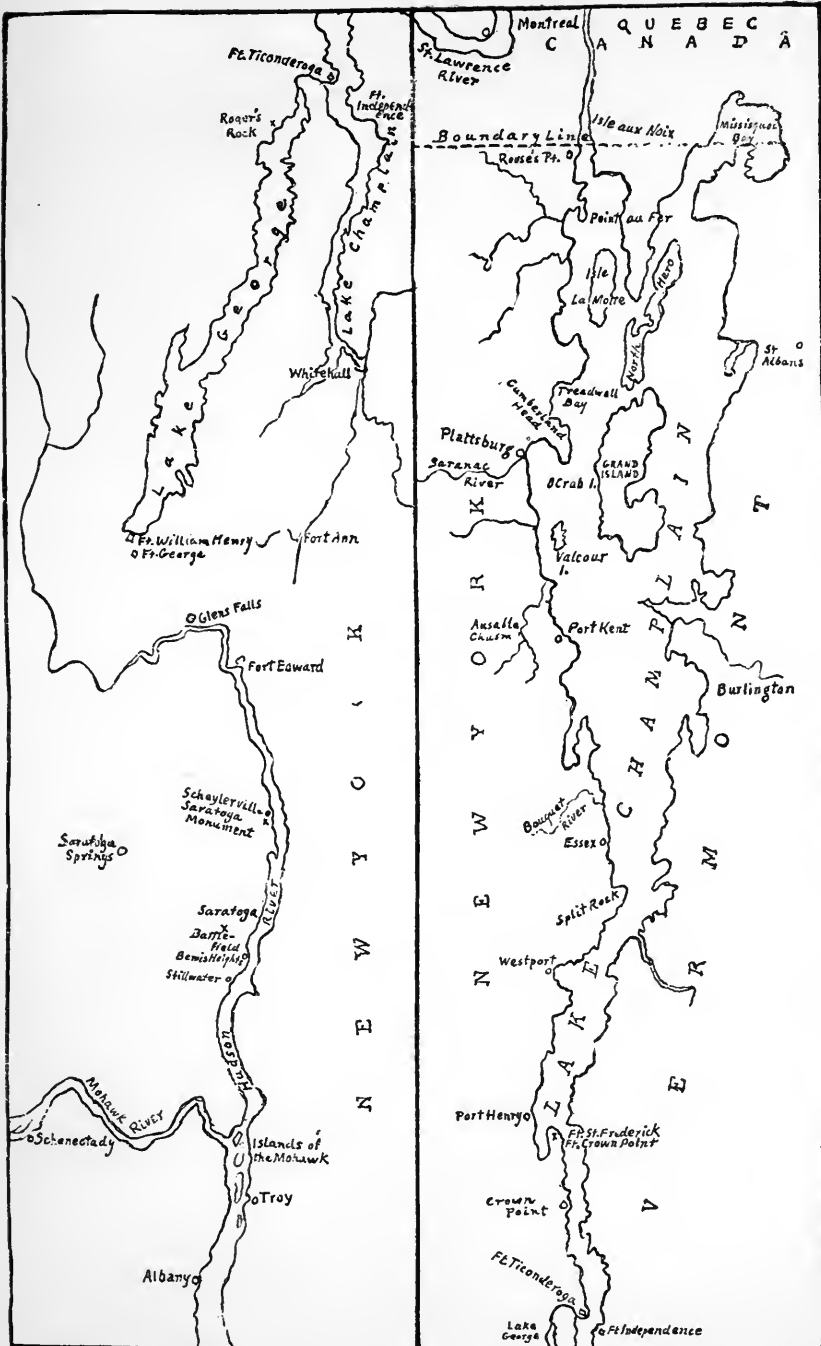 Ft. Ticonderoga
Ft.
Independ-
ence
Roger's
Rock
Lake George
Lake Champlain
Whitehall
Ft. William Henry
Ft. George
Fort Ann
Glens Falls
Fort Edward
Schuylerville
Saratoga
Monument
Saratoga
Springs
Saratoga
Battle-
Field
Bemis Heights
Stillwater
Hudson RIVER
Mohawk
River
Schenectady
Islands of
the Mohawk
Troy
Albany
NEW YORK
Montreal
QUEBEC
CANADA
St. Lawrence
River
Isle aux Noix
Missisquoi
Bay
Boundary Line
Rouse's Pt.
Point au Fer
Isle
La Motte
North Hero
St
Albans
Treadwell
Bay
Cumberland
Head
Plattsburg
Saranac
River
GRAND
ISLAND
Crab I.
Valcour
I.
Ausable
Chasm
Port Kent
Burlington
Bouquet
River
Essex
Split Rock
Westport
Port Henry
Ft. St. Frederick
Ft. Crown Point
Crown
Point
Ft. Ticonderoga
Lake
George
Ft Independence
NEW YORK
LAKE CHAMPLAIN
VERMONT